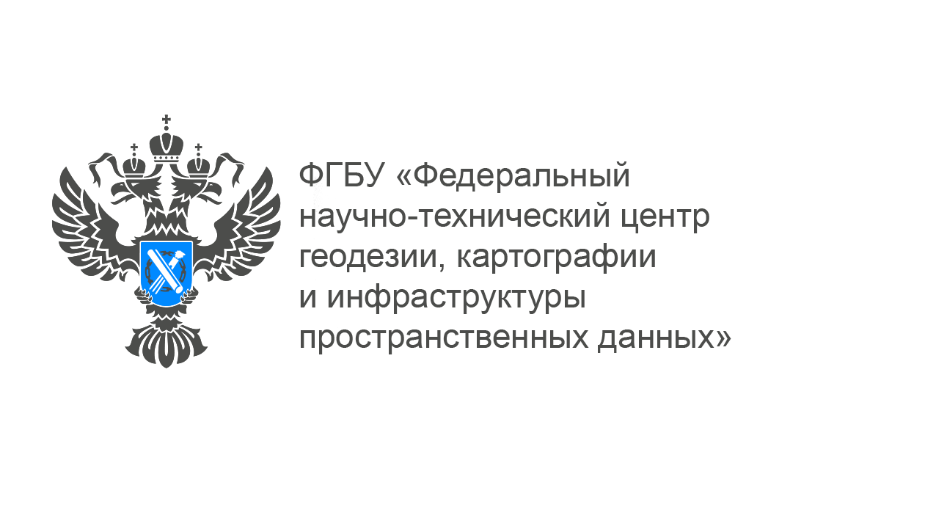 ФГБУ «Федеральный
научно-технический центр
геодезии, картографии
и инфраструктуры
пространственных данных»